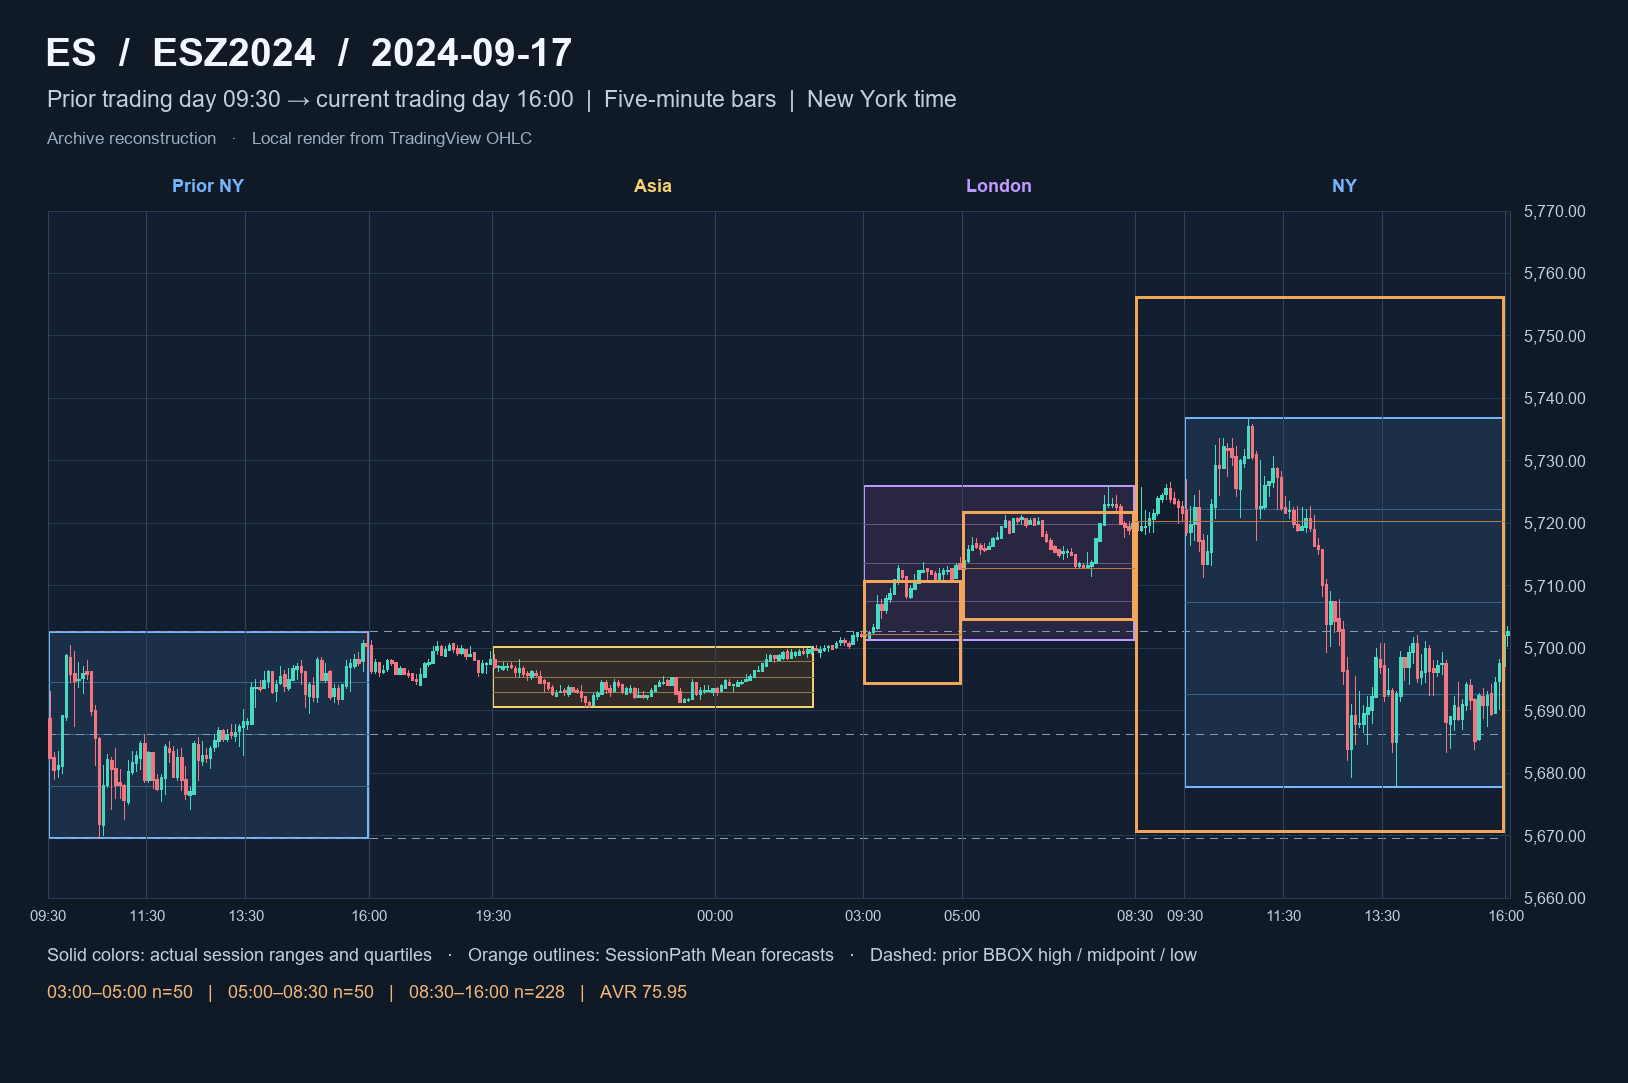 ES / ESZ2024 / 2024-09-17
Prior trading day 09:30 → current trading day 16:00 | Five-minute bars | New York time
Archive reconstruction · Local render from TradingView OHLC
Prior NY Asia London NY
5,770.00
5,760.00
5,750.00
5,740.00
5,730.00
5,720.00
5,710.00
5,700.00
5,690.00
5,680.00
5,670.00
5,660.00
09:30 11:30 13:30 16:00 19:30 00:00 03:00 05:00 08:30 09:30 11:30 13:30 16:00
Solid colors: actual session ranges and quartiles · Orange outlines: SessionPath Mean forecasts · Dashed: prior BBOX high / midpoint / low
03:00–05:00 n=50 | 05:00–08:30 n=50 | 08:30–16:00 n=228 | AVR 75.95